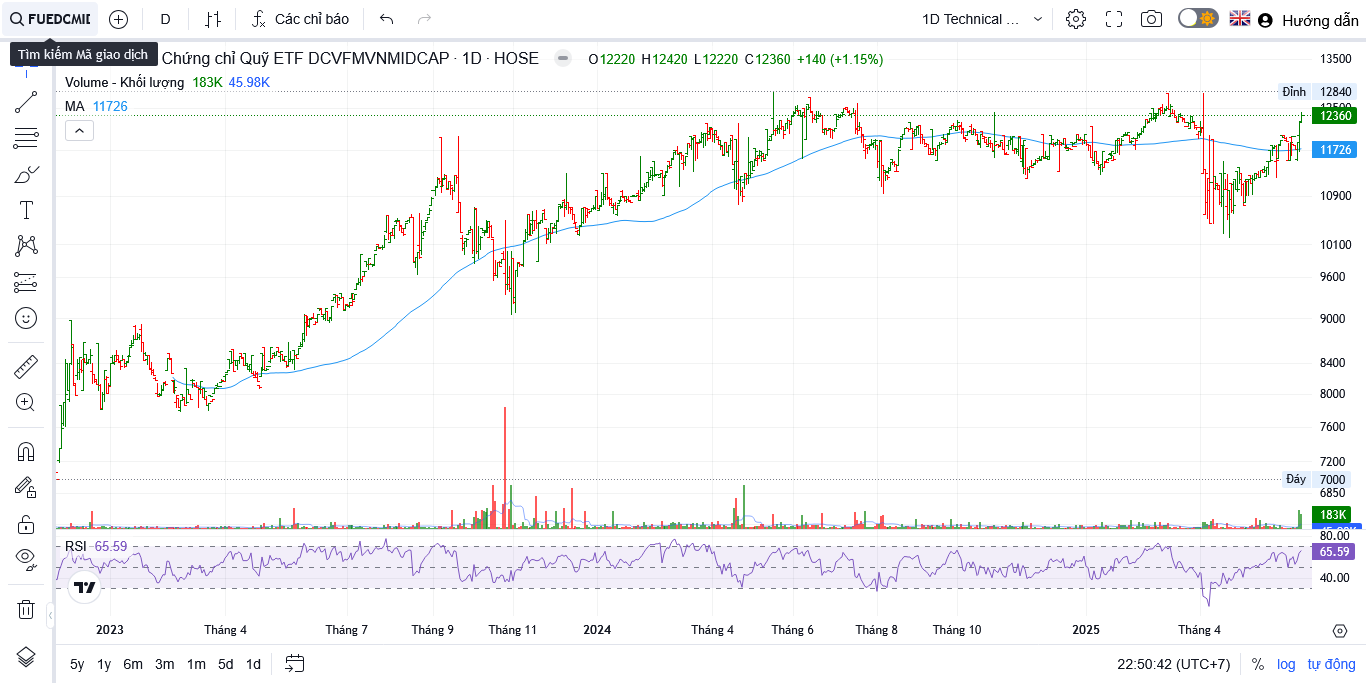 FUEDCMID
D
Các chỉ báo
1D Technical ...
Hướng dẫn
Tìm kiếm Mã giao dịch
Chứng chỉ Quỹ ETF DCVFMVNMIDCAP · 1D · HOSE
O12220 H12420 L12220 C12360 +140 (+1.15%)
Volume - Khối lượng 183K 45.98K
MA 11726
13500
Đỉnh 12840
12500
12360
11726
10900
10100
9600
9000
8400
8000
7600
7200
Đáy 7000
6850
183K
80.00
RSI 65.59
65.59
40.00
2023 Tháng 4 Tháng 7 Tháng 9 Tháng 11 2024 Tháng 4 Tháng 6 Tháng 8 Tháng 10 2025 Tháng 4
5y 1y 6m 3m 1m 5d 1d
22:50:42 (UTC+7) % log tự động